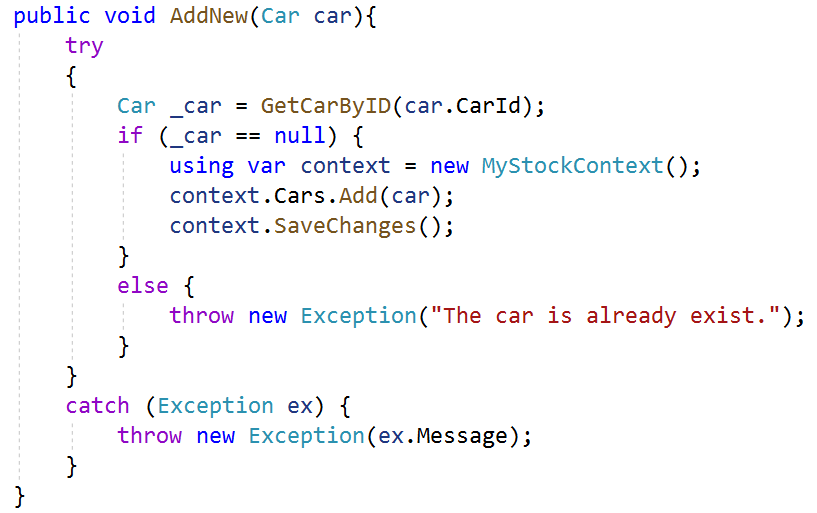 public void AddNew(Car car){
    try
    {
        Car _car = GetCarByID(car.CarId);
        if (_car == null) {
            using var context = new MyStockContext();
            context.Cars.Add(car);
            context.SaveChanges();
        }
        else {
            throw new Exception("The car is already exist.");
        }
    }
    catch (Exception ex) {
        throw new Exception(ex.Message);
    }
}